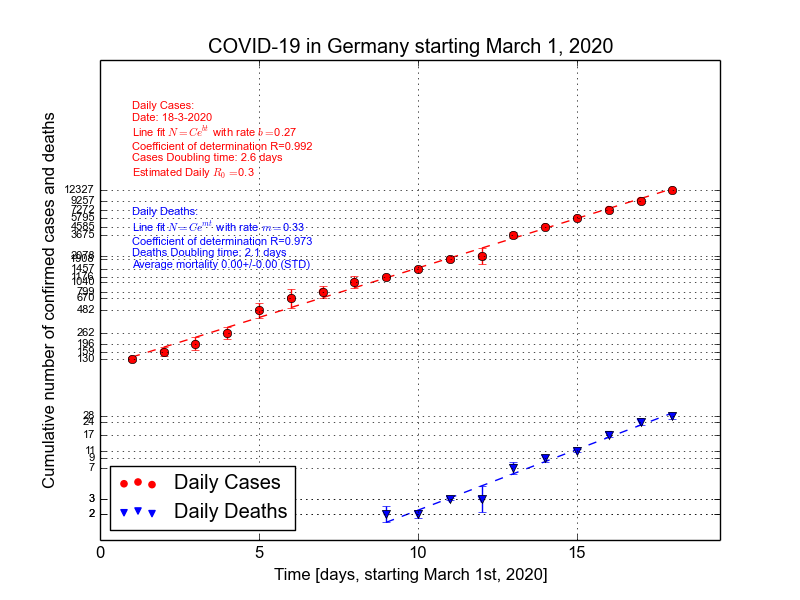 COVID-19 in Germany starting March 1, 2020
Cumulative number of confirmed cases and deaths
Daily Cases:
Date: 18-3-2020
Line fit N = Ce^{bt} with rate b =0.27
Coefficient of determination R=0.992
Cases Doubling time: 2.6 days
Estimated Daily R_0 =0.3
Daily Deaths:
Line fit N = Ce^{mt} with rate m =0.33
Coefficient of determination R=0.973
Deaths Doubling time: 2.1 days
Average mortality 0.00+/-0.00 (STD)
12327
9257
7272
5795
4585
3675
2078
1457
1176
1040
799
670
482
262
196
159
130
28
24
17
11
9
7
3
2
Daily Cases
Daily Deaths
0
5
10
15
Time [days, starting March 1st, 2020]